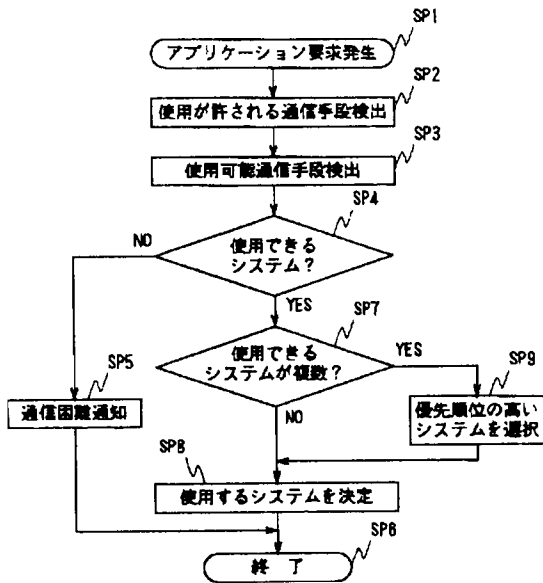 SP1
アプリケーション要求発生
SP2
使用が許される通信手段検出
SP3
使用可能通信手段検出
SP4
NO
使用できる
システム?
YES
SP7
使用できる
システムが複数?
YES
SP9
SP5
通信困難通知
NO
優先順位の高い
システムを選択
SP8
使用するシステムを決定
SP6
終了